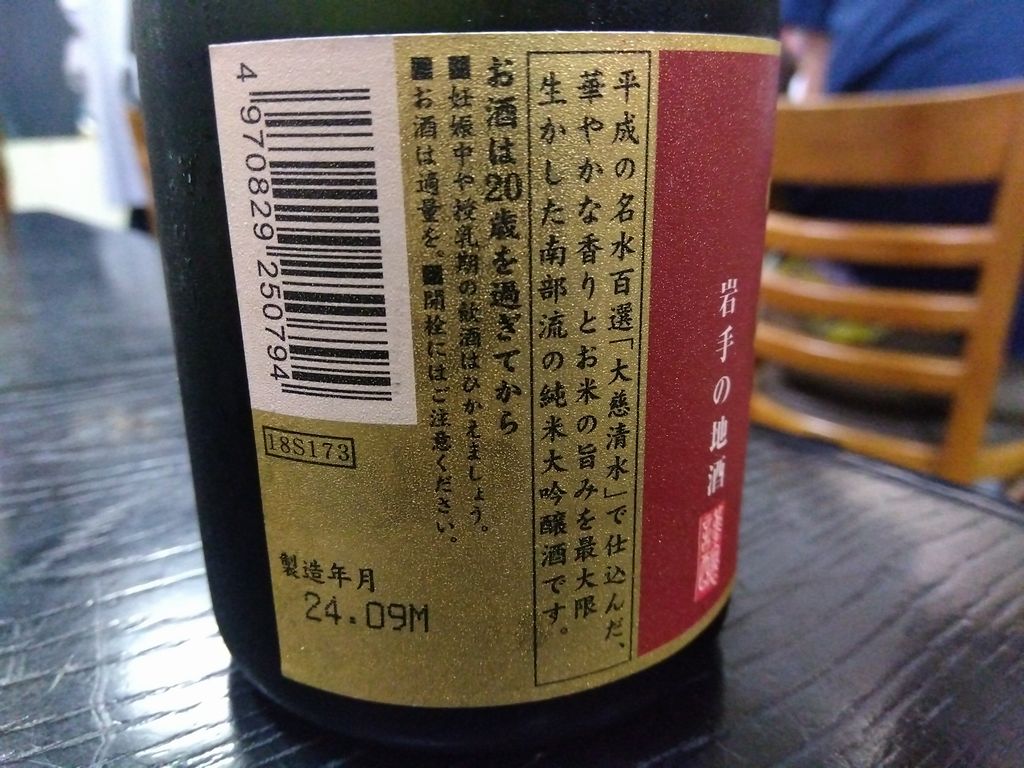 岩手の地酒
平成の名水百選「大慈清水」で仕込んだ、
華やかな香りとお米の旨みを最大限
生かした南部流の純米大吟醸酒です。
お酒は20歳を過ぎてから
■妊娠中や授乳期の飲酒はひかえましょう。
■お酒は適量を。■開栓にはご注意ください。
4 970829 250794
18S173
製造年月
24.09M